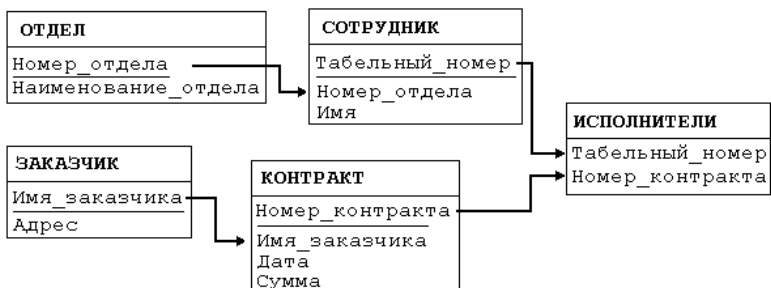 ОТДЕЛ
Номер_отдела
Наименование_отдела
СОТРУДНИК
Табельный_номер
Номер_отдела
Имя
ИСПОЛНИТЕЛИ
Табельный_номер
Номер_контракта
ЗАКАЗЧИК
Имя_заказчика
Адрес
КОНТРАКТ
Номер_контракта
Имя_заказчика
Дата
Сумма